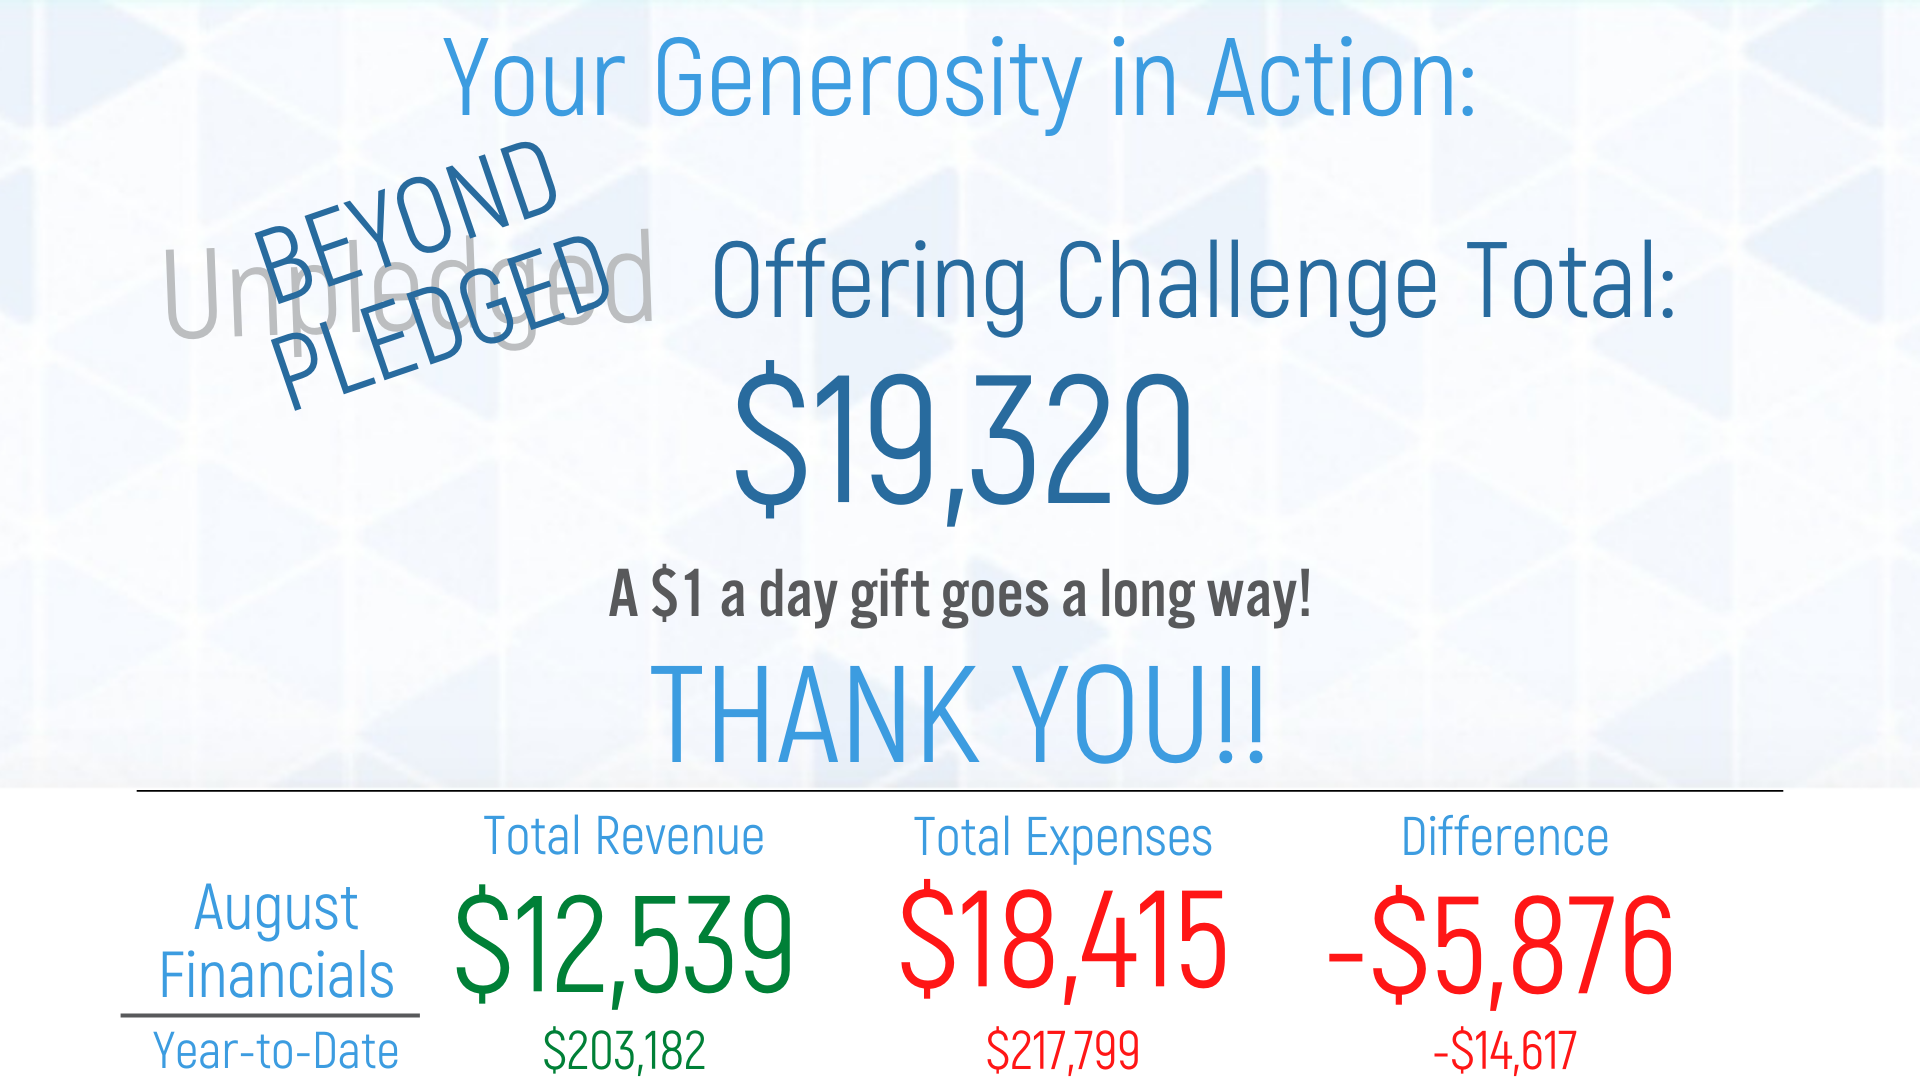 Your Generosity in Action:
BEYOND
PLEDGED
Unpledged Offering Challenge Total:
$19,320
A $1 a day gift goes a long way!
THANK YOU!!
Total Revenue Total Expenses Difference
August
Financials $12,539 $18,415 -$5,876
Year-to-Date $203,182 $217,799 -$14,617